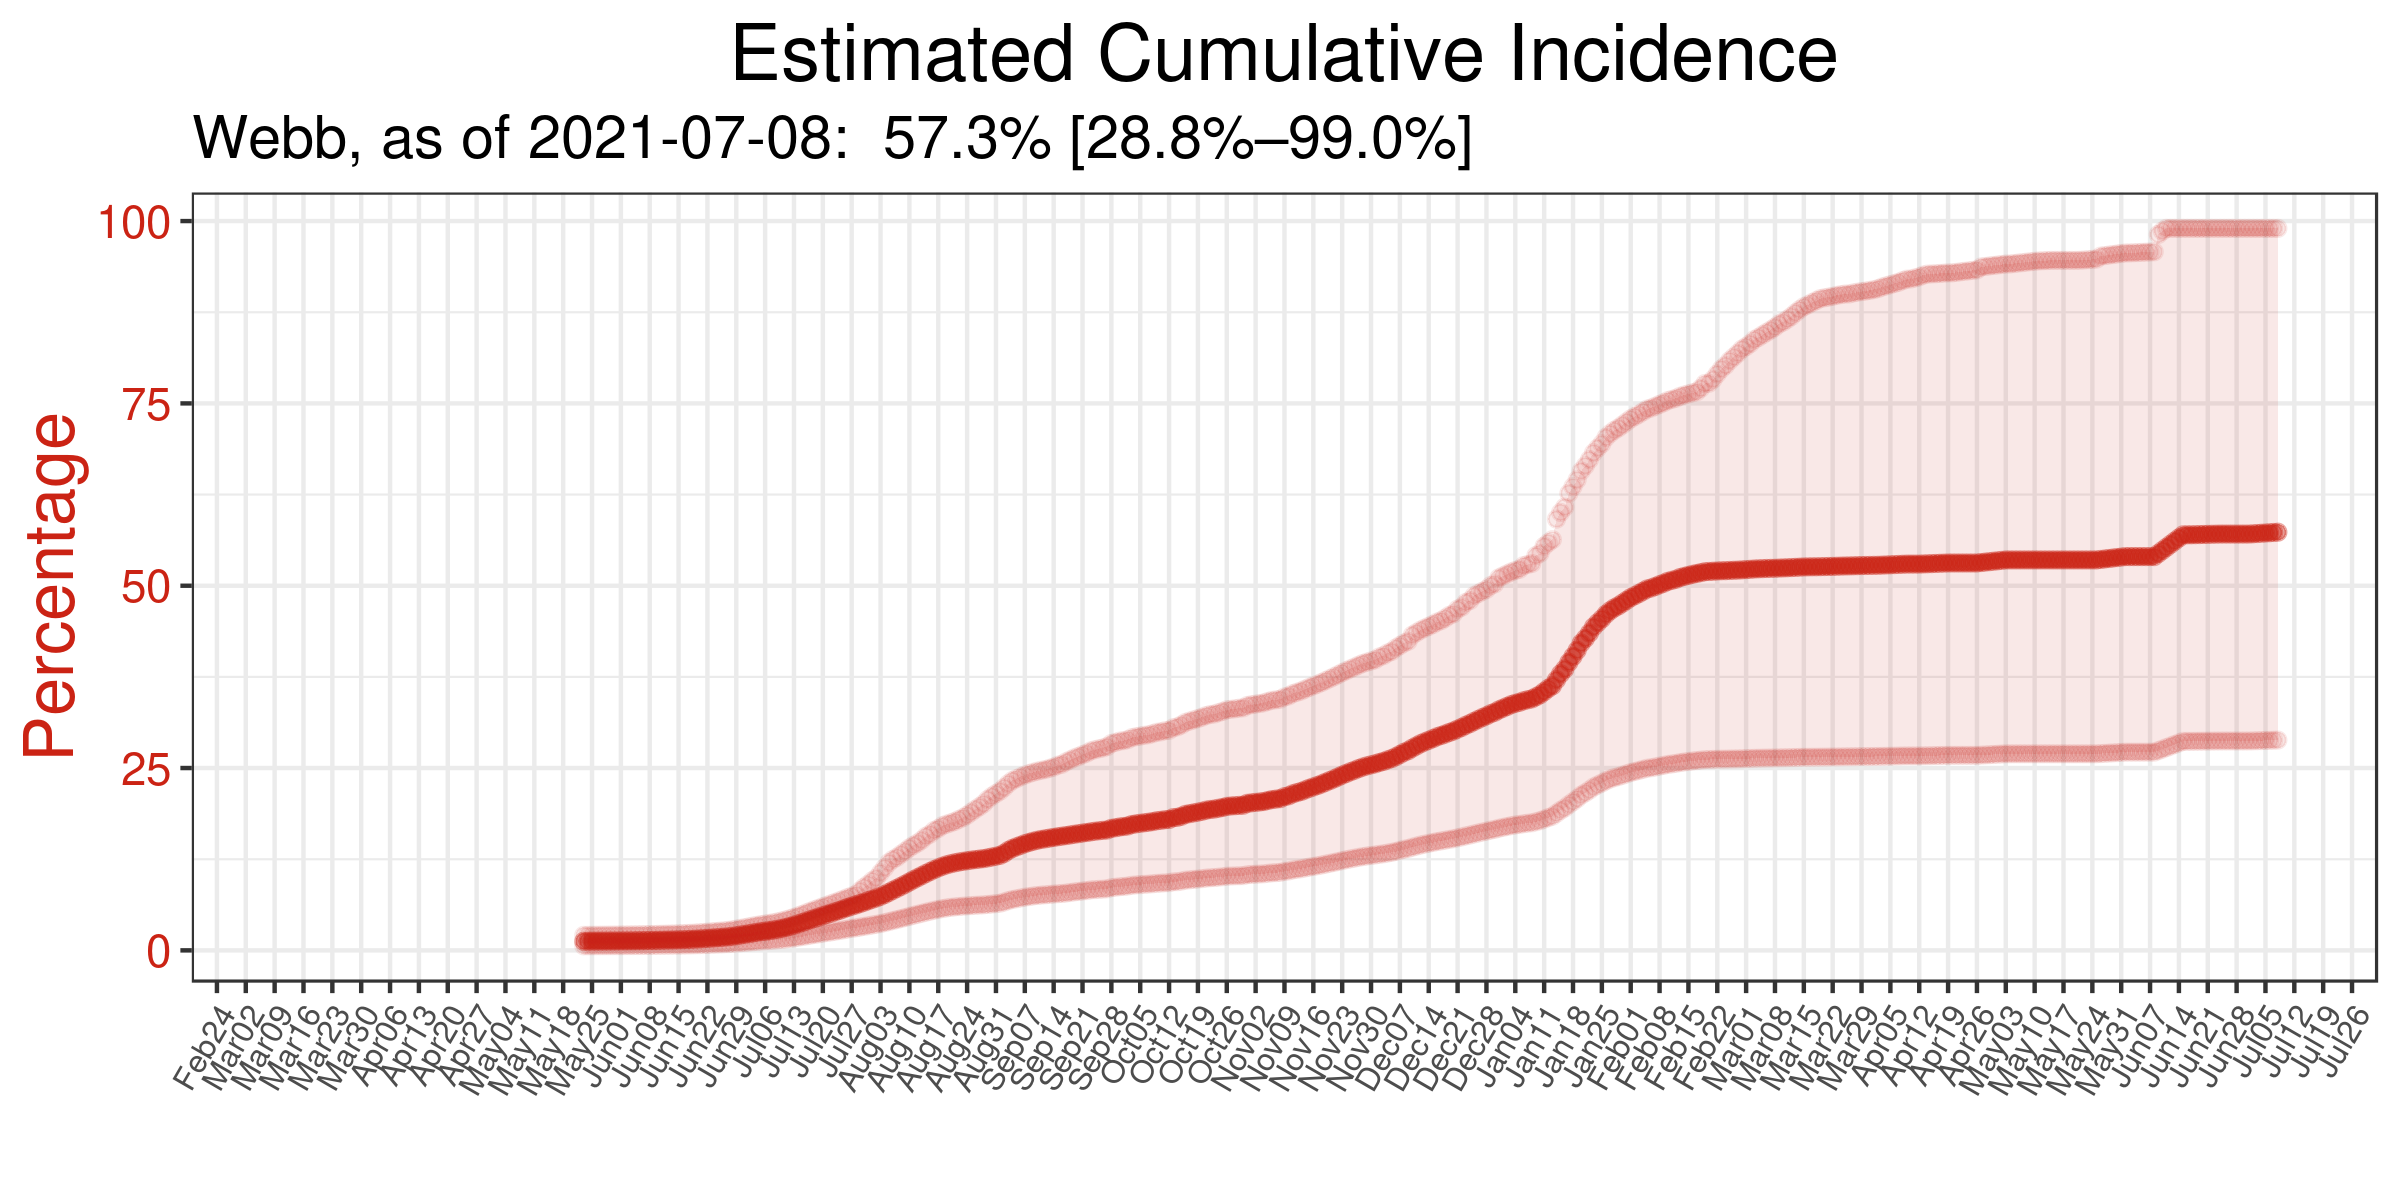 Estimated Cumulative Incidence
Webb, as of 2021-07-08:  57.3% [28.8%–99.0%]
Percentage
100
75
50
25
0
Feb24
Mar02
Mar09
Mar16
Mar23
Mar30
Apr06
Apr13
Apr20
Apr27
May04
May11
May18
May25
Jun01
Jun08
Jun15
Jun22
Jun29
Jul06
Jul13
Jul20
Jul27
Aug03
Aug10
Aug17
Aug24
Aug31
Sep07
Sep14
Sep21
Sep28
Oct05
Oct12
Oct19
Oct26
Nov02
Nov09
Nov16
Nov23
Nov30
Dec07
Dec14
Dec21
Dec28
Jan04
Jan11
Jan18
Jan25
Feb01
Feb08
Feb15
Feb22
Mar01
Mar08
Mar15
Mar22
Mar29
Apr05
Apr12
Apr19
Apr26
May03
May10
May17
May24
May31
Jun07
Jun14
Jun21
Jun28
Jul05
Jul12
Jul19
Jul26